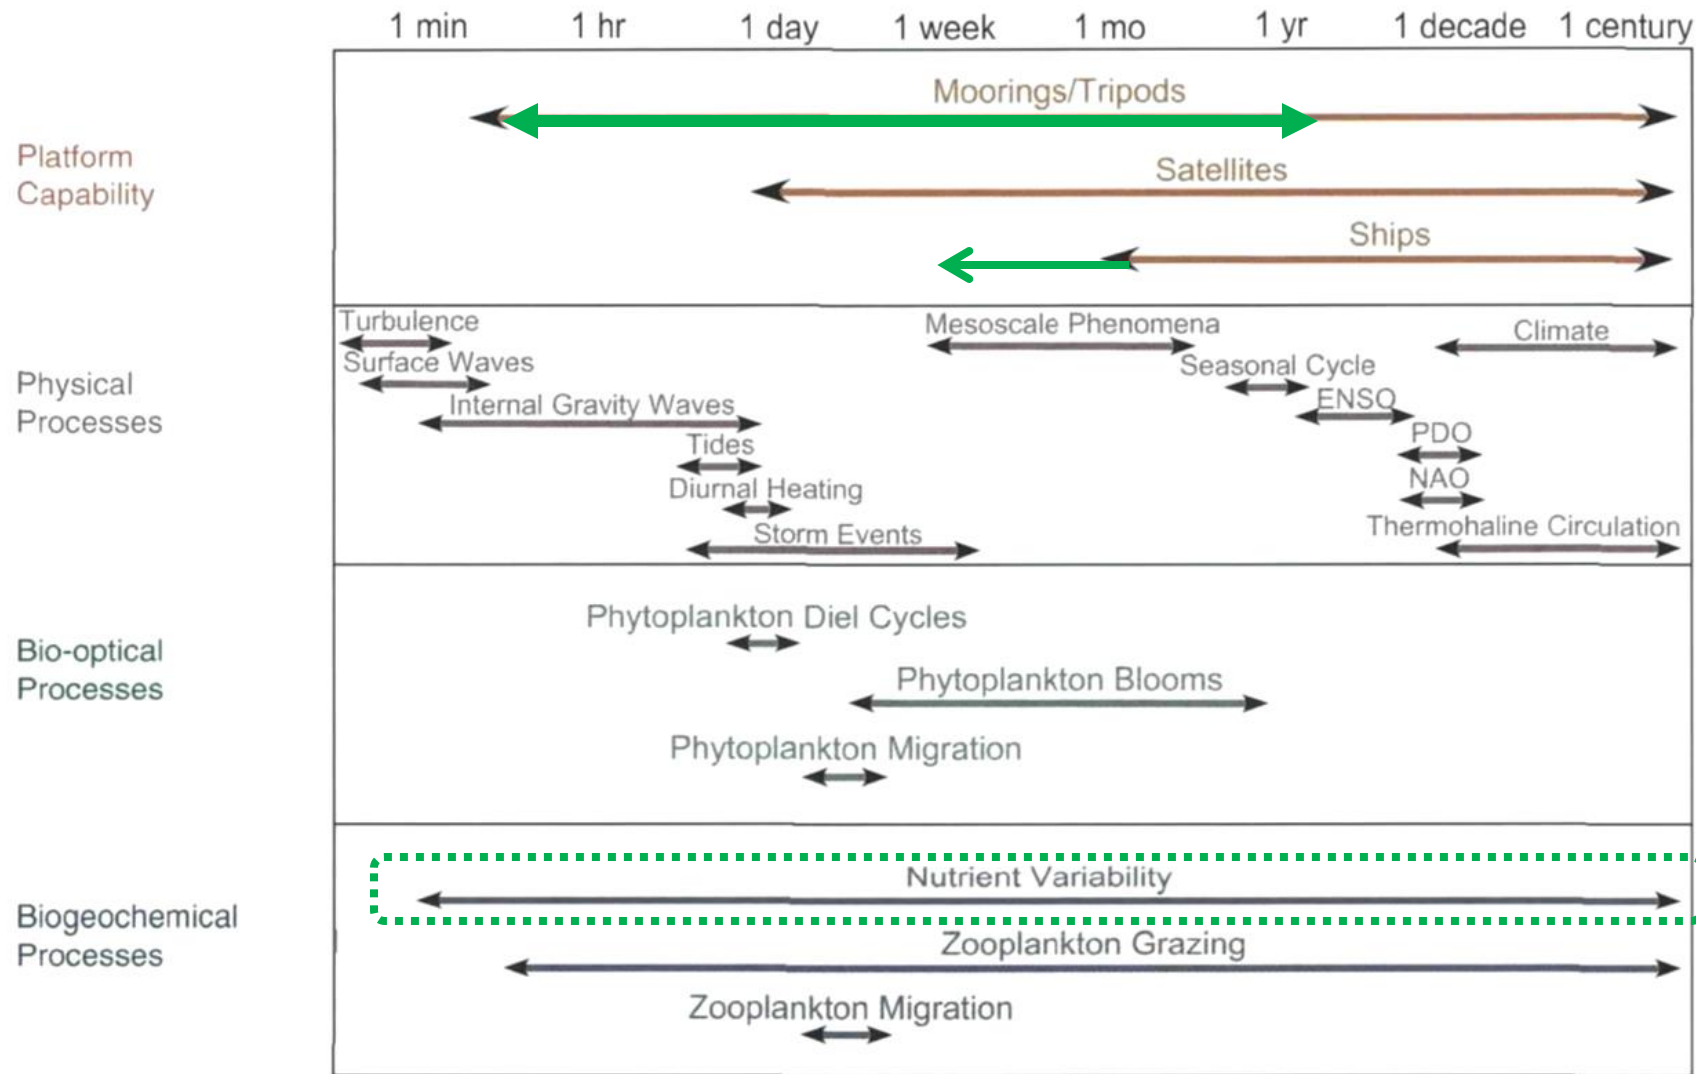 1 min 1 hr 1 day 1 week 1 mo 1 yr 1 decade 1 century
Platform
Capability
Moorings/Tripods
Satellites
Ships
Physical
Processes
Turbulence
Surface Waves
Internal Gravity Waves
Tides
Diurnal Heating
Storm Events
Mesoscale Phenomena
Seasonal Cycle
Climate
ENSO
PDO
NAO
Thermohaline Circulation
Bio-optical
Processes
Phytoplankton Diel Cycles
Phytoplankton Blooms
Phytoplankton Migration
Biogeochemical
Processes
Nutrient Variability
Zooplankton Grazing
Zooplankton Migration